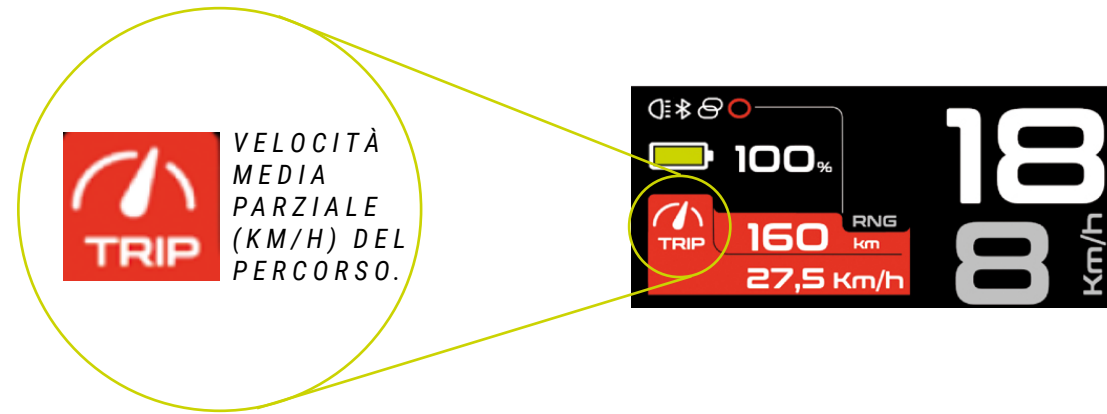 TRIP
VELOCITÀ
MEDIA
PARZIALE
(KM/H) DEL
PERCORSO.
100%
TRIP
160 RNG km
27,5 Km/h
18
8
Km/h